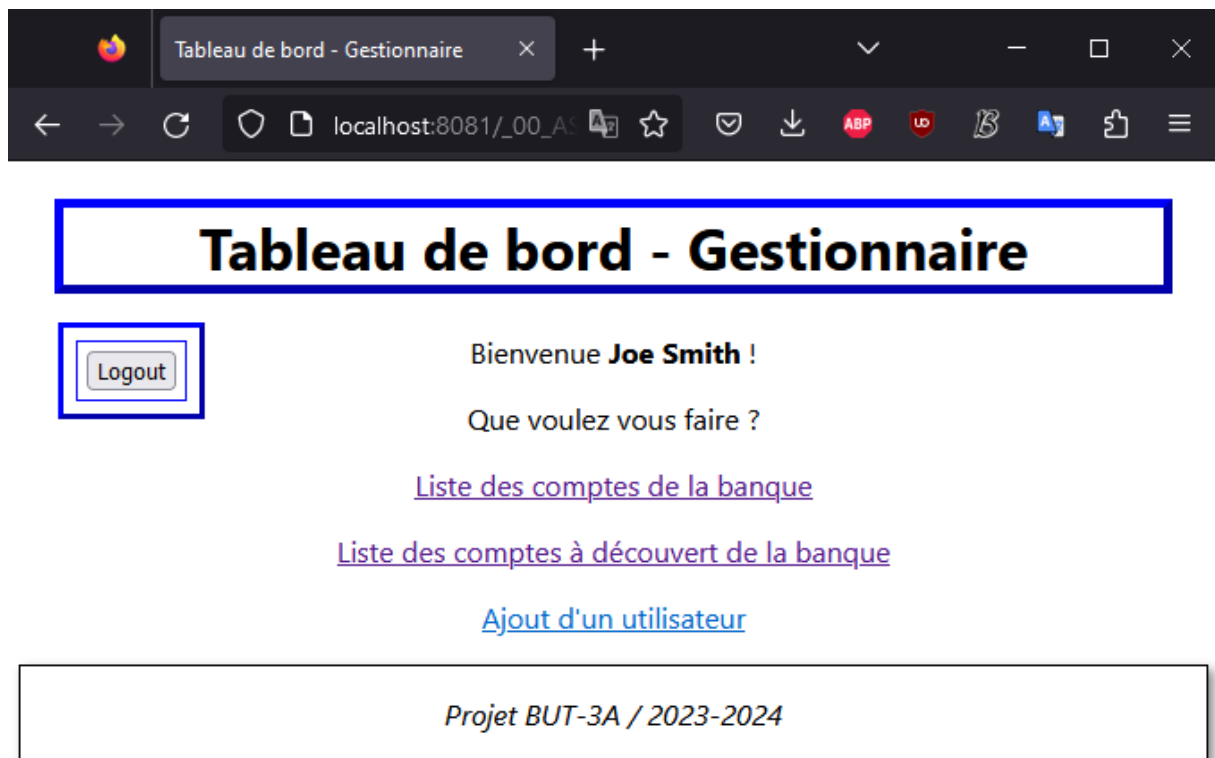 Tableau de bord - Gestionnaire
localhost:8081/_00_AS
ABP
Tableau de bord - Gestionnaire
Logout
Bienvenue Joe Smith !
Que voulez vous faire ?
Liste des comptes de la banque
Liste des comptes à découvert de la banque
Ajout d'un utilisateur
Projet BUT-3A / 2023-2024